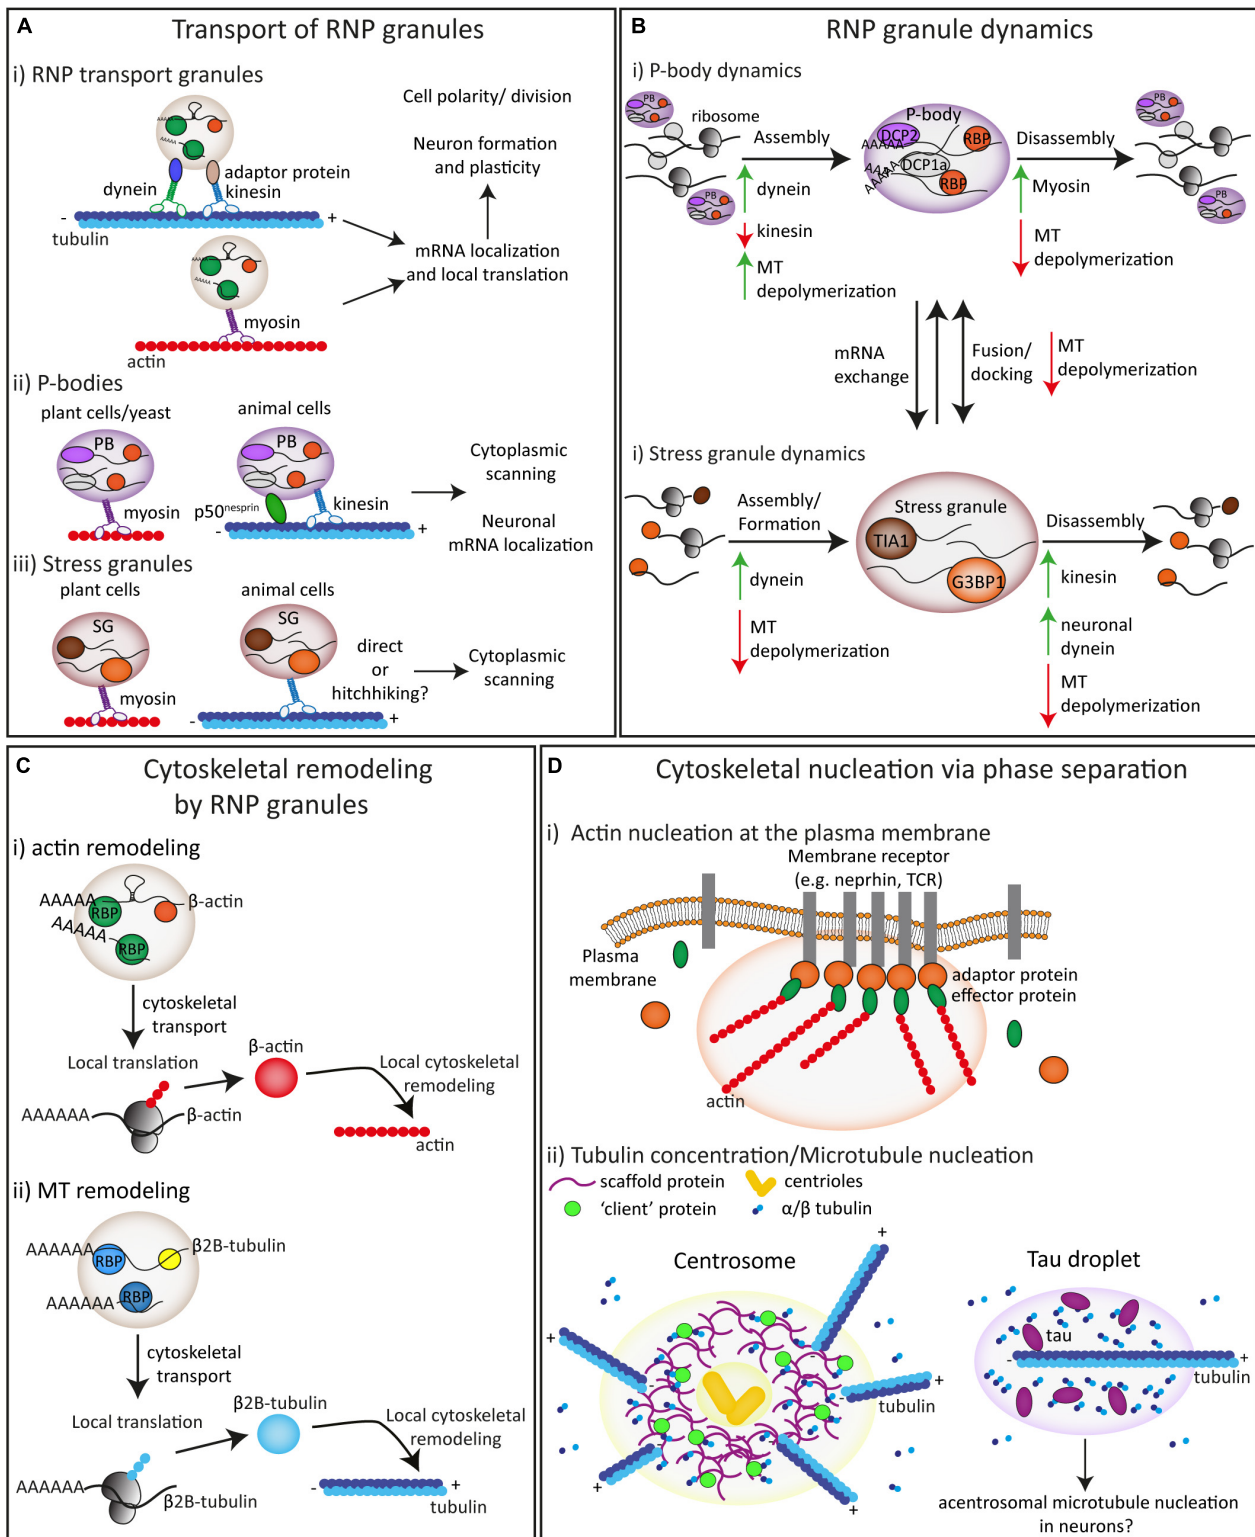 A
Transport of RNP granules
i) RNP transport granules
AAAAA
AAAAA
dynein
adaptor protein
kinesin
-
+
tubulin
AAAAA
AAAAA
myosin
actin
Cell polarity/ division
Neuron formation
and plasticity
mRNA localization
and local translation
ii) P-bodies
plant cells/yeast
PB
myosin
animal cells
PB
p50nesprin
kinesin
-
+
Cytoplasmic
scanning
Neuronal
mRNA localization
iii) Stress granules
plant cells
SG
myosin
animal cells
SG
-
+
direct
or
hitchhiking?
Cytoplasmic
scanning
B
RNP granule dynamics
i) P-body dynamics
PB
ribosome
PB
Assembly
dynein
kinesin
MT
depolymerization
P-body
DCP2
AAAAA
RBP
DCP1a
AAAAA
AAAAA
RBP
Disassembly
Myosin
MT
depolymerization
PB
PB
mRNA
exchange
Fusion/
docking
MT
depolymerization
i) Stress granule dynamics
Assembly/
Formation
dynein
MT
depolymerization
Stress granule
TIA1
G3BP1
Disassembly
kinesin
neuronal
dynein
MT
depolymerization
C
Cytoskeletal remodeling
by RNP granules
i) actin remodeling
AAAAA
RBP
β-actin
AAAAA
RBP
cytoskeletal
transport
Local translation
AAAAAA
β-actin
β-actin
Local cytoskeletal
remodeling
actin
ii) MT remodeling
AAAAAA
RBP
β2B-tubulin
AAAAAA
RBP
cytoskeletal
transport
Local translation
AAAAAA
β2B-tubulin
β2B-tubulin
Local cytoskeletal
remodeling
-
+
tubulin
D
Cytoskeletal nucleation via phase separation
i) Actin nucleation at the plasma membrane
Membrane receptor
(e.g. neprhin, TCR)
Plasma
membrane
adaptor protein
effector protein
actin
ii) Tubulin concentration/Microtubule nucleation
scaffold protein
centrioles
'client' protein
α/β tubulin
Centrosome
+
+
-
-
+
-
tubulin
-
-
+
+
Tau droplet
tau
-
+
tubulin
acentrosomal microtubule nucleation
in neurons?